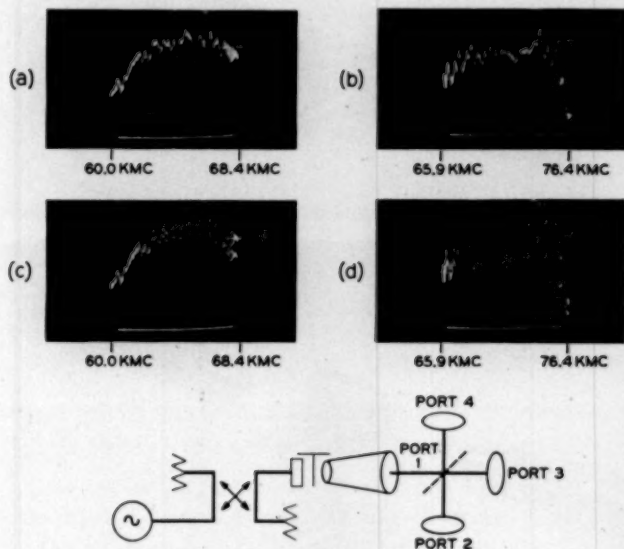 (a)
60.0 KMC 68.4 KMC
(b)
65.9 KMC 76.4 KMC
(c)
60.0 KMC 68.4 KMC
(d)
65.9 KMC 76.4 KMC
PORT 4
PORT 1
PORT 3
PORT 2